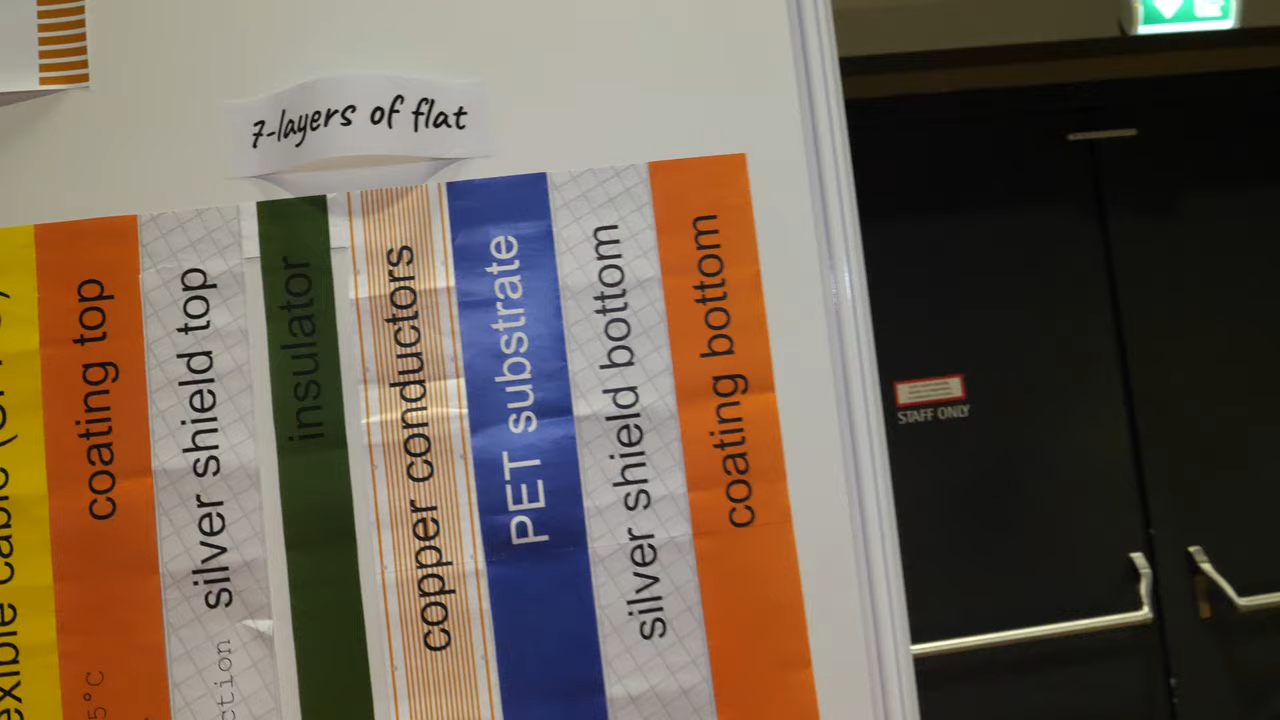 7-layers of flat
coating top
silver shield top
insulator
copper conductors
PET substrate
silver shield bottom
coating bottom
STAFF ONLY